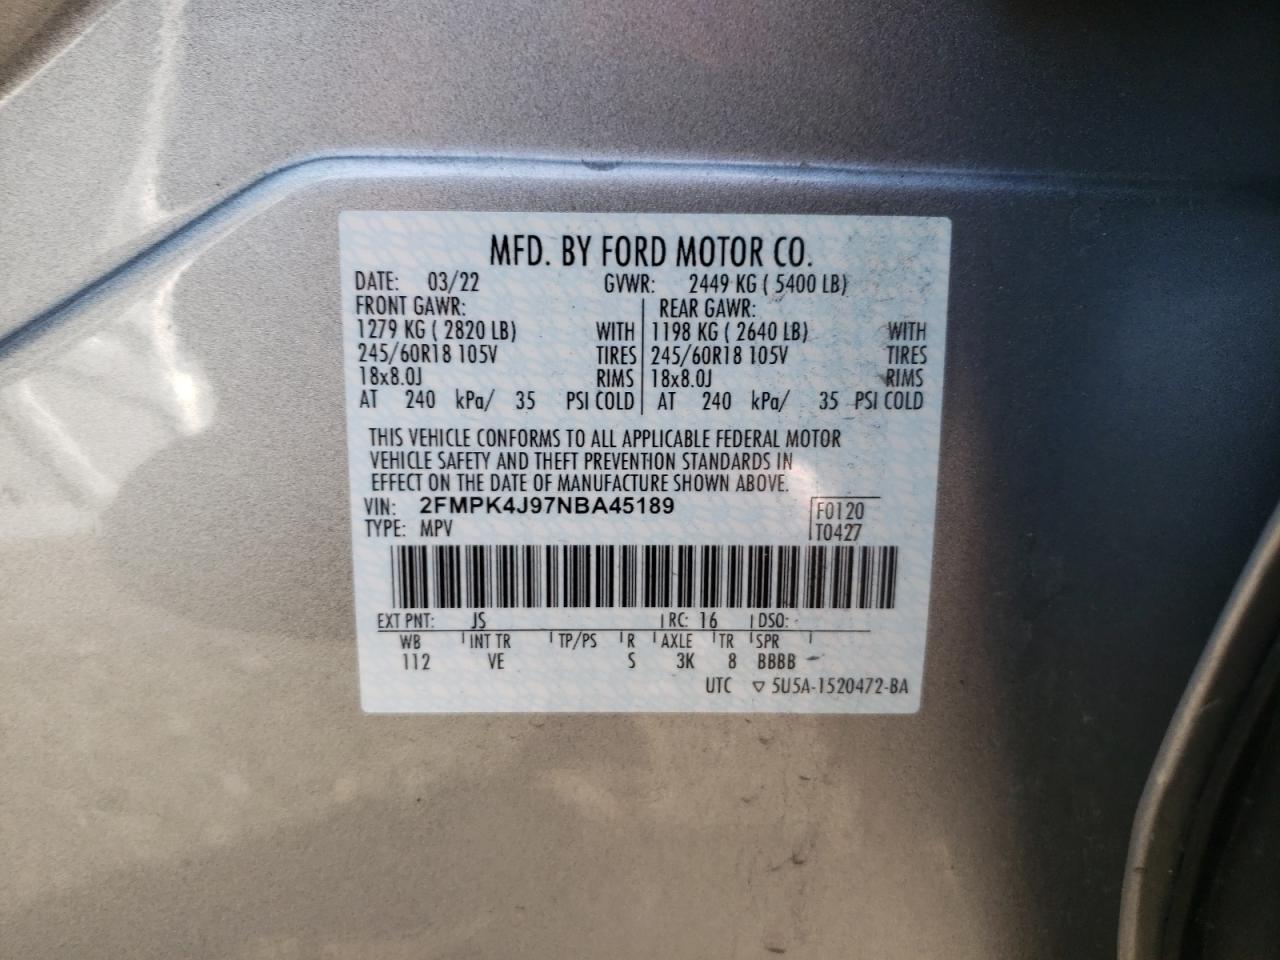 MFD. BY FORD MOTOR CO.
DATE: 03/22 GVWR: 2449 KG ( 5400 LB)
FRONT GAWR: REAR GAWR:
1279 KG ( 2820 LB) WITH 1198 KG ( 2640 LB) WITH
245/60R18 105V TIRES 245/60R18 105V TIRES
18x8.0J RIMS 18x8.0J RIMS
AT 240 kPa/ 35 PSI COLD AT 240 kPa/ 35 PSI COLD
THIS VEHICLE CONFORMS TO ALL APPLICABLE FEDERAL MOTOR
VEHICLE SAFETY AND THEFT PREVENTION STANDARDS IN
EFFECT ON THE DATE OF MANUFACTURE SHOWN ABOVE.
VIN: 2FMPK4J97NBA45189 F0120
TYPE: MPV T0427
EXT PNT: JS RC: 16 DSO:
WB INT TR TP/PS R AXLE TR SPR
112 VE S 3K 8 BBBB
UTC ▽ 5U5A-1520472-BA